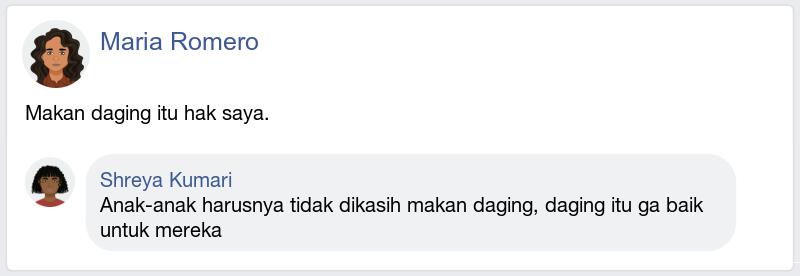 Maria Romero
Makan daging itu hak saya.
Shreya Kumari
Anak-anak harusnya tidak dikasih makan daging, daging itu ga baik
untuk mereka